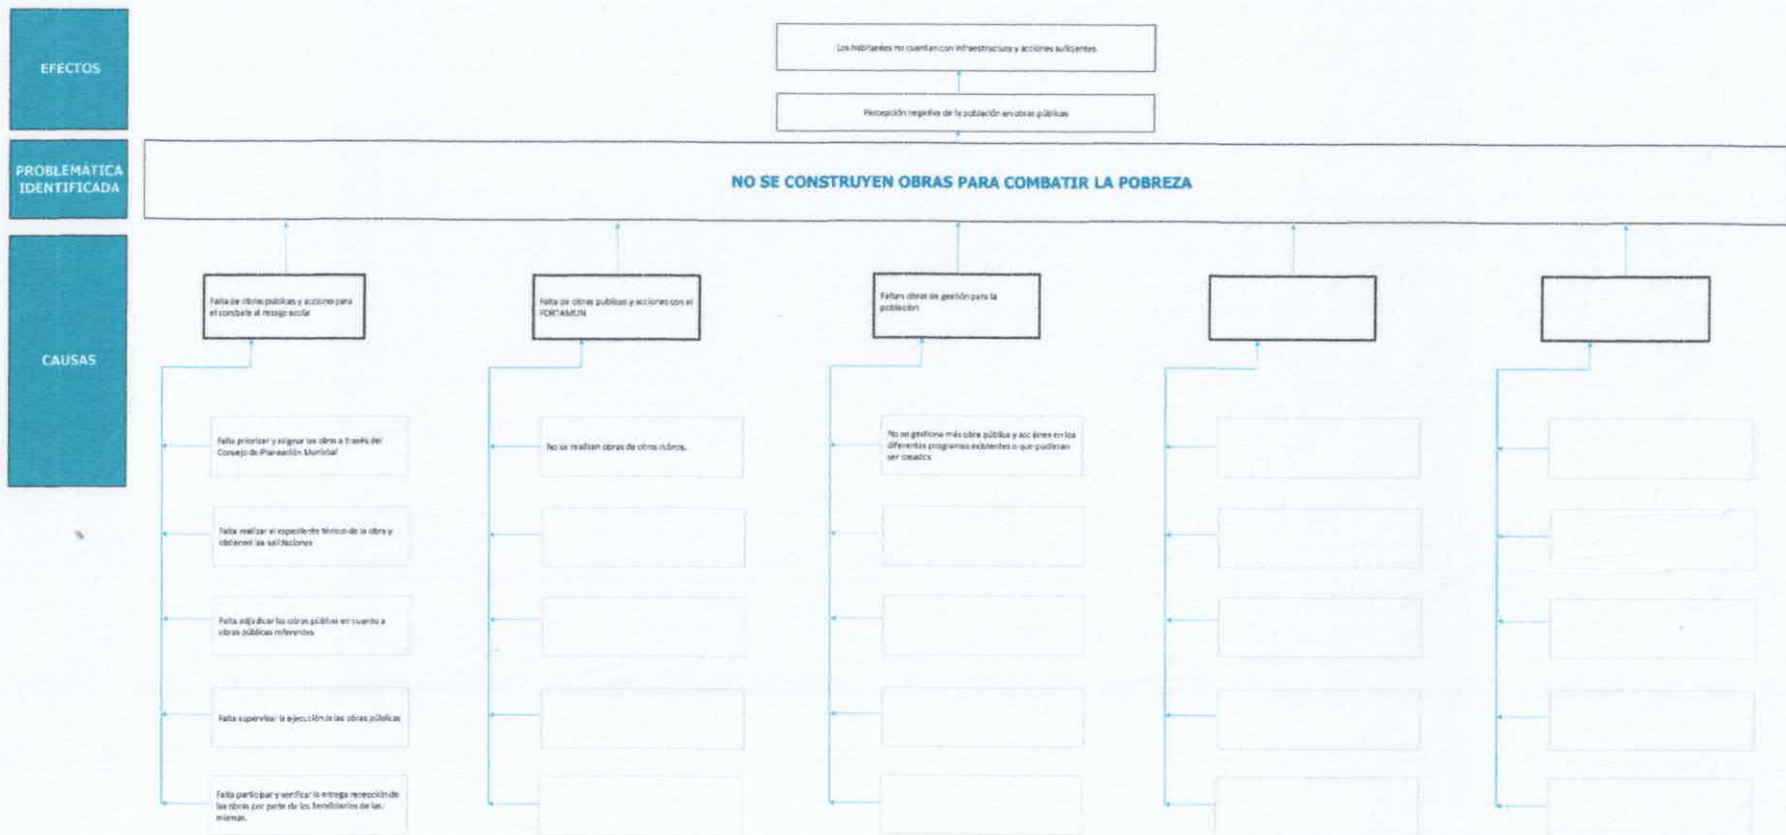 EFECTOS
Los habitantes no cuentan con infraestructura y acciones suficientes
Percepción negativa de la población en obras públicas
PROBLEMÁTICA
IDENTIFICADA
NO SE CONSTRUYEN OBRAS PARA COMBATIR LA POBREZA
CAUSAS
Falta de obras publicas y acciones para
el combate al rezago social
Falta de obras publicas y acciones con el
FORTAMUN
Faltan obras de gestión para la
población
Falta priorizar y asignar las obras a través del
Consejo de Planeación Municipal
No se realizan obras de otros rubros.
No se gestiona más obra pública y acciones en los
diferentes programas existentes o que pudieran
ser creados
Falta realizar el expediente técnico de la obra y
obtener las validaciones
Falta adjudicar las obras públicas en cuanto a
obras públicas referentes
Falta supervisar la ejecución de las obras públicas
Falta participar y verificar la entrega recepción de
las obras por parte de los beneficiarios de las
mismas.